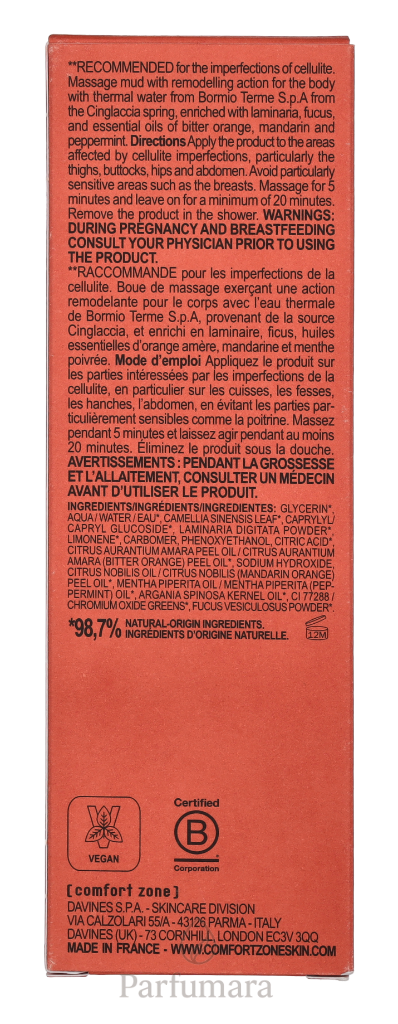 **RECOMMENDED for the imperfections of cellulite.
Massage mud with remodelling action for the body
with thermal water from Bormio Terme S.p.A from
the Cinglaccia spring, enriched with laminaria, fucus,
and essential oils of bitter orange, mandarin and
peppermint. Directions Apply the product to the areas
affected by cellulite imperfections, particularly the
thighs, buttocks, hips and abdomen. Avoid particularly
sensitive areas such as the breasts. Massage for 5
minutes and leave on for a minimum of 20 minutes.
Remove the product in the shower. WARNINGS:
DURING PREGNANCY AND BREASTFEEDING
CONSULT YOUR PHYSICIAN PRIOR TO USING
THE PRODUCT.
**RACCOMMANDE pour les imperfections de la
cellulite. Boue de massage exerçant une action
remodelante pour le corps avec l'eau thermale
de Bormio Terme S.p.A, provenant de la source
Cinglaccia, et enrichi en laminaire, ficus, huiles
essentielles d'orange amère, mandarine et menthe
poivrée. Mode d'emploi Appliquez le produit sur
les parties intéressées par les imperfections de la
cellulite, en particulier sur les cuisses, les fesses,
les hanches, l'abdomen, en évitant les parties par-
ticulièrement sensibles comme la poitrine. Massez
pendant 5 minutes et laissez agir pendant au moins
20 minutes. Éliminez le produit sous la douche.
AVERTISSEMENTS : PENDANT LA GROSSESSE
ET L'ALLAITEMENT, CONSULTER UN MÉDECIN
AVANT D'UTILISER LE PRODUIT.
INGREDIENTS/INGRÉDIENTS/INGREDIENTES: GLYCERIN*,
AQUA / WATER / EAU*, CAMELLIA SINENSIS LEAF*, CAPRYLYL/
CAPRYL GLUCOSIDE*, LAMINARIA DIGITATA POWDER*,
LIMONENE*, CARBOMER, PHENOXYETHANOL, CITRIC ACID*,
CITRUS AURANTIUM AMARA PEEL OIL / CITRUS AURANTIUM
AMARA (BITTER ORANGE) PEEL OIL*, SODIUM HYDROXIDE,
CITRUS NOBILIS OIL / CITRUS NOBILIS (MANDARIN ORANGE)
PEEL OIL*, MENTHA PIPERITA OIL / MENTHA PIPERITA (PEP-
PERMINT) OIL*, ARGANIA SPINOSA KERNEL OIL*, CI 77288 /
CHROMIUM OXIDE GREENS*, FUCUS VESICULOSUS POWDER*.
*98,7% NATURAL-ORIGIN INGREDIENTS.
INGRÉDIENTS D'ORIGINE NATURELLE.
12M
VEGAN
Certified
B
Corporation
[ comfort zone ]
DAVINES S.P.A. - SKINCARE DIVISION
VIA CALZOLARI 55/A - 43126 PARMA - ITALY
DAVINES (UK) - 73 CORNHILL, LONDON EC3V 3QQ
MADE IN FRANCE - WWW.COMFORTZONESKIN.COM
Parfumara